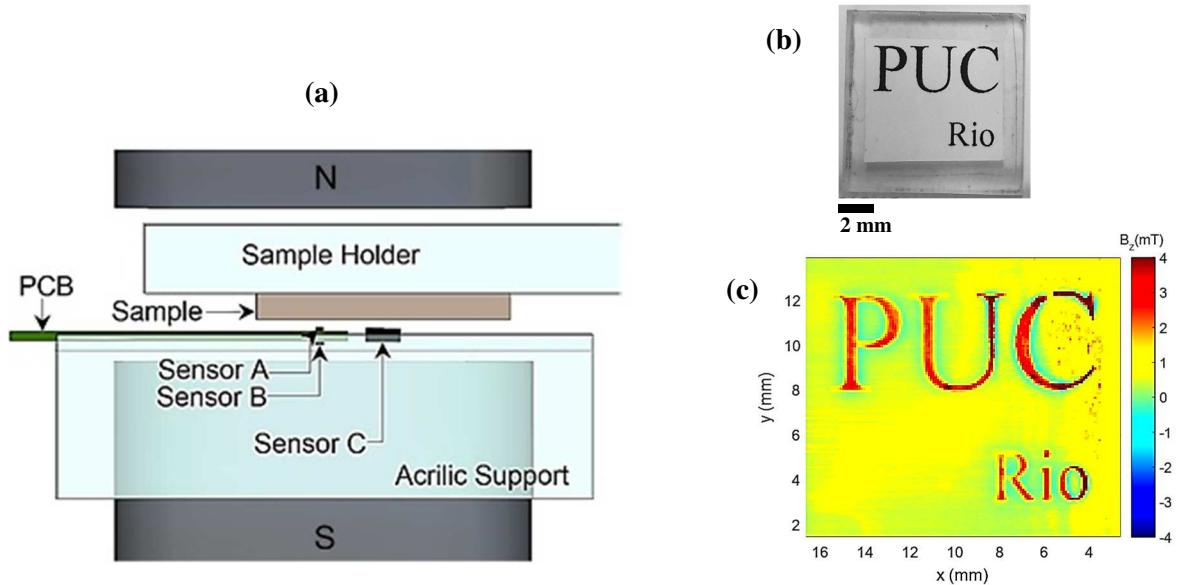 (a)
N
Sample Holder
PCB
Sample
Sensor A
Sensor B
Sensor C
Acrilic Support
S
(b)
PUC
Rio
2 mm
(c)
B_z(mT)
4
3
2
1
0
-1
-2
-3
-4
12
10
8
6
4
2
y (mm)
PUC
Rio
16 14 12 10 8 6 4
x (mm)